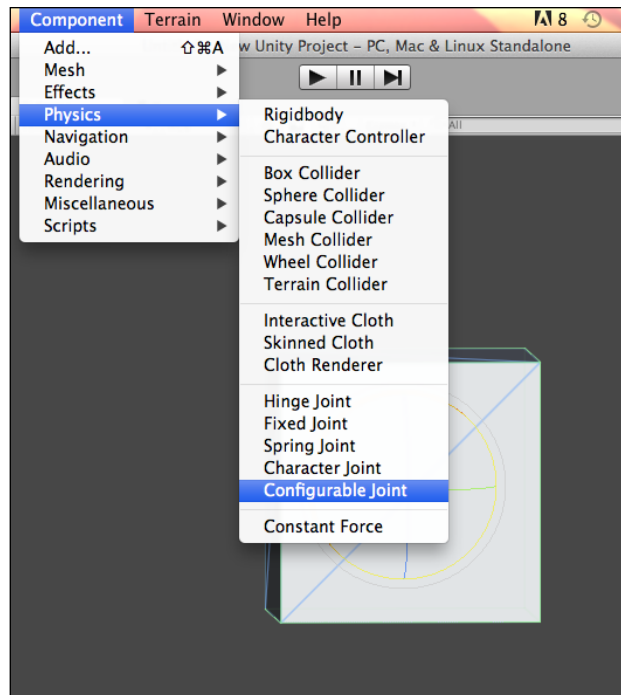 Component Terrain Window Help 8
w Unity Project – PC, Mac & Linux Standalone
Add... ⇧⌘A
Mesh
Effects
Physics
Navigation
Audio
Rendering
Miscellaneous
Scripts
All
Rigidbody
Character Controller
Box Collider
Sphere Collider
Capsule Collider
Mesh Collider
Wheel Collider
Terrain Collider
Interactive Cloth
Skinned Cloth
Cloth Renderer
Hinge Joint
Fixed Joint
Spring Joint
Character Joint
Configurable Joint
Constant Force